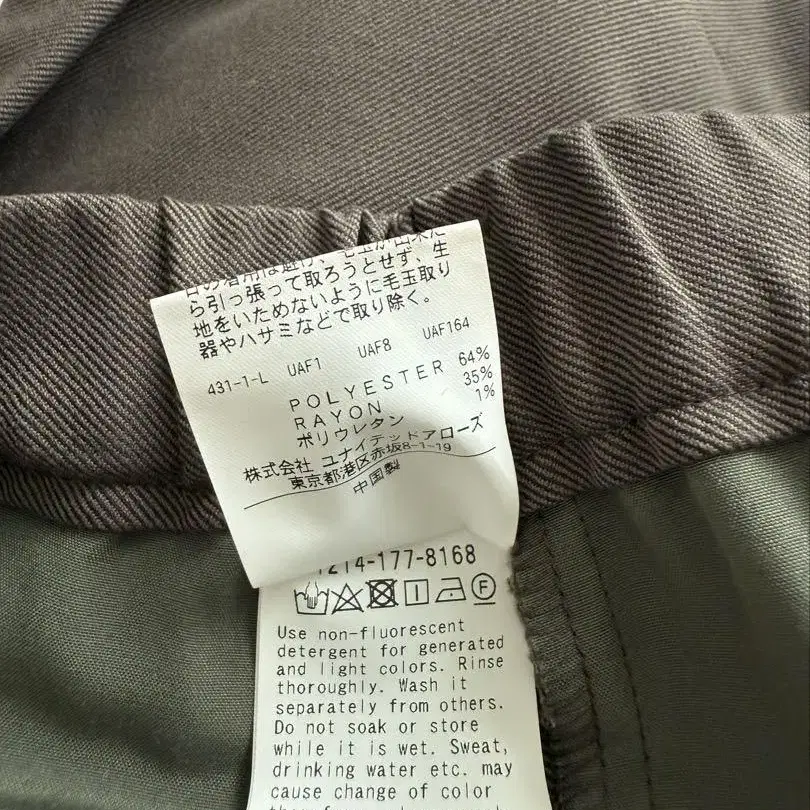 ら引っ張って取ろうとせず、生
地をいためないように毛玉取り
器やハサミなどで取り除く。
431-1-L UAF1 UAF8 UAF164
POLYESTER 64%
RAYON 35%
ポリウレタン 1%
株式会社 ユナイテッドアローズ
東京都港区赤坂8-1-19
中国製
1214-177-8168
F
Use non-fluorescent
detergent for generated
and light colors. Rinse
thoroughly. Wash it
separately from others.
Do not soak or store
while it is wet. Sweat,
drinking water etc. may
cause change of color